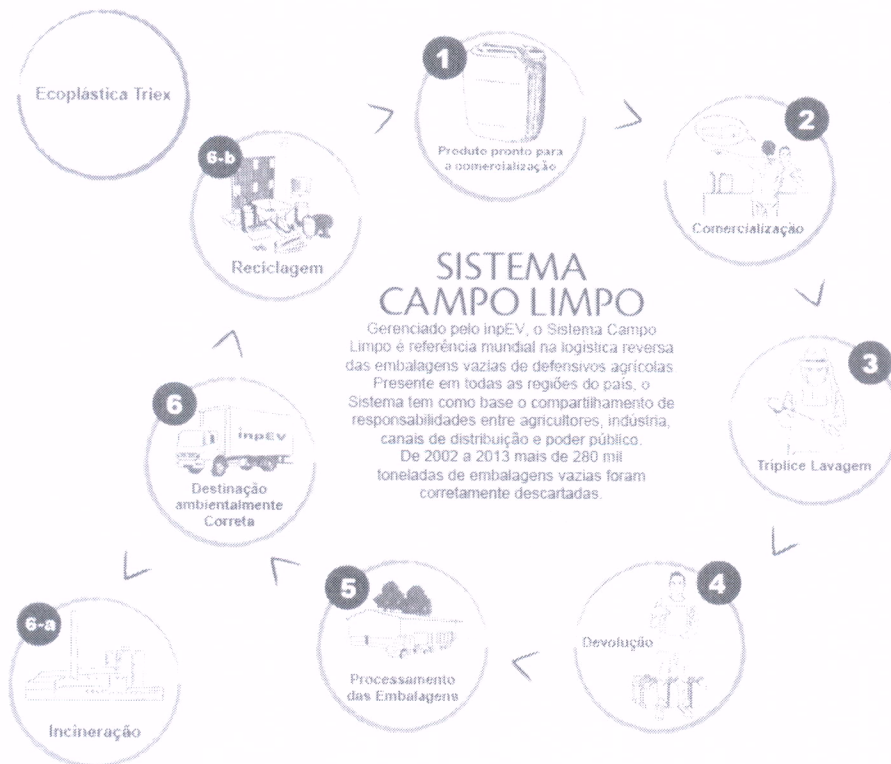 Ecoplástica Triex
1
Produto pronto para
a comercialização
2
Comercialização
3
Tríplice Lavagem
4
Devolução
5
Processamento
das Embalagens
6
inpEV
Destinação
ambientalmente
Correta
6-a
Incineração
6-b
Reciclagem
SISTEMA
CAMPO LIMPO
Gerenciado pelo inpEV, o Sistema Campo
Limpo é referência mundial na logística reversa
das embalagens vazias de defensivos agrícolas
Presente em todas as regiões do país, o
Sistema tem como base o compartilhamento de
responsabilidades entre agricultores, indústria,
canais de distribuição e poder público.
De 2002 a 2013 mais de 280 mil
toneladas de embalagens vazias foram
corretamente descartadas.